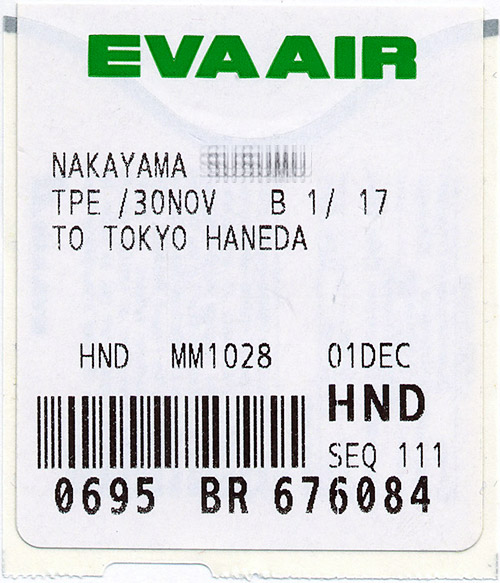 EVA AIR
NAKAYAMA
TPE /30NOV B 1/ 17
TO TOKYO HANEDA
HND MM1028 01DEC
HND
SEQ 111
0695 BR 676084